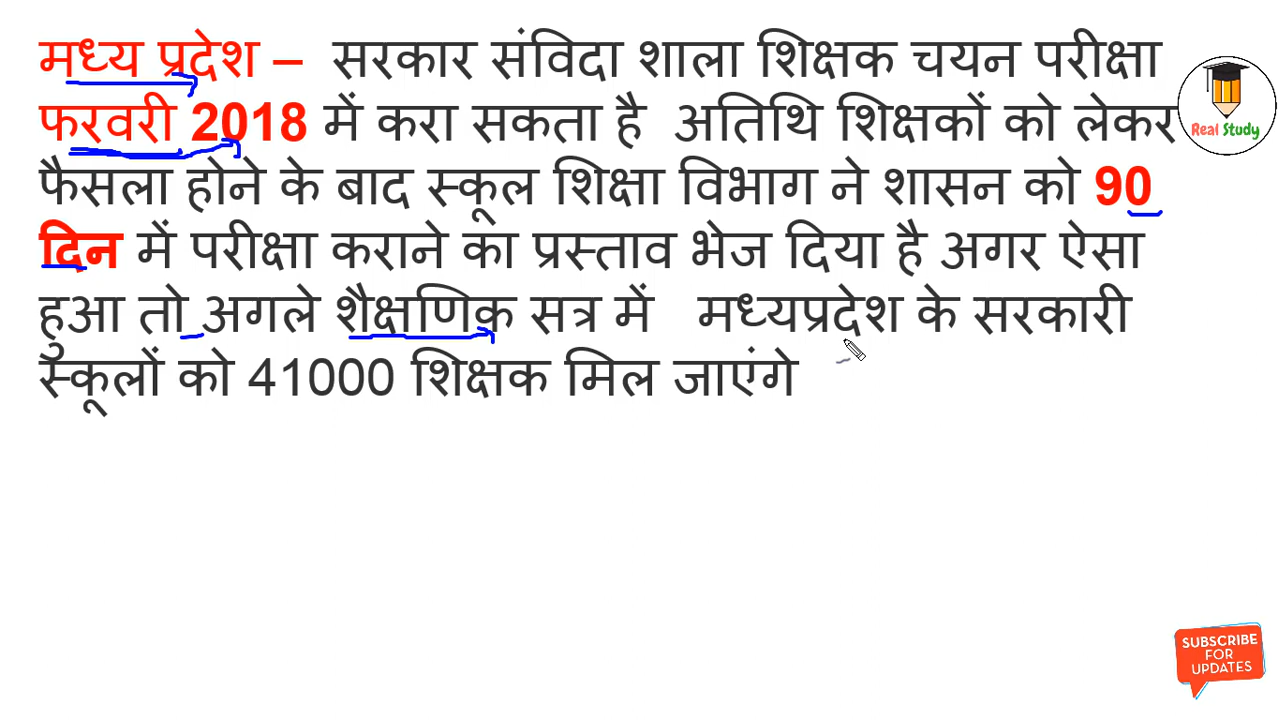 मध्य प्रदेश – सरकार संविदा शाला शिक्षक चयन परीक्षा
फरवरी 2018 में करा सकता है अतिथि शिक्षकों को लेकर
फैसला होने के बाद स्कूल शिक्षा विभाग ने शासन को 90
दिन में परीक्षा कराने का प्रस्ताव भेज दिया है अगर ऐसा
हुआ तो अगले शैक्षणिक सत्र में मध्यप्रदेश के सरकारी
स्कूलों को 41000 शिक्षक मिल जाएंगे
Real Study
SUBSCRIBE
FOR
UPDATES